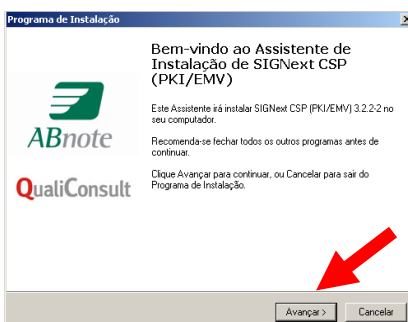 Programa de Instalação
Bem-vindo ao Assistente de
Instalação de SIGNext CSP
(PKI/EMV)
Este Assistente irá instalar SIGNext CSP (PKI/EMV) 3.2.2-2 no
seu computador.
Recomenda-se fechar todos os outros programas antes de
continuar.
Clique Avançar para continuar, ou Cancelar para sair do
Programa de Instalação.
ABnote
QualiConsult
Avançar >
Cancelar